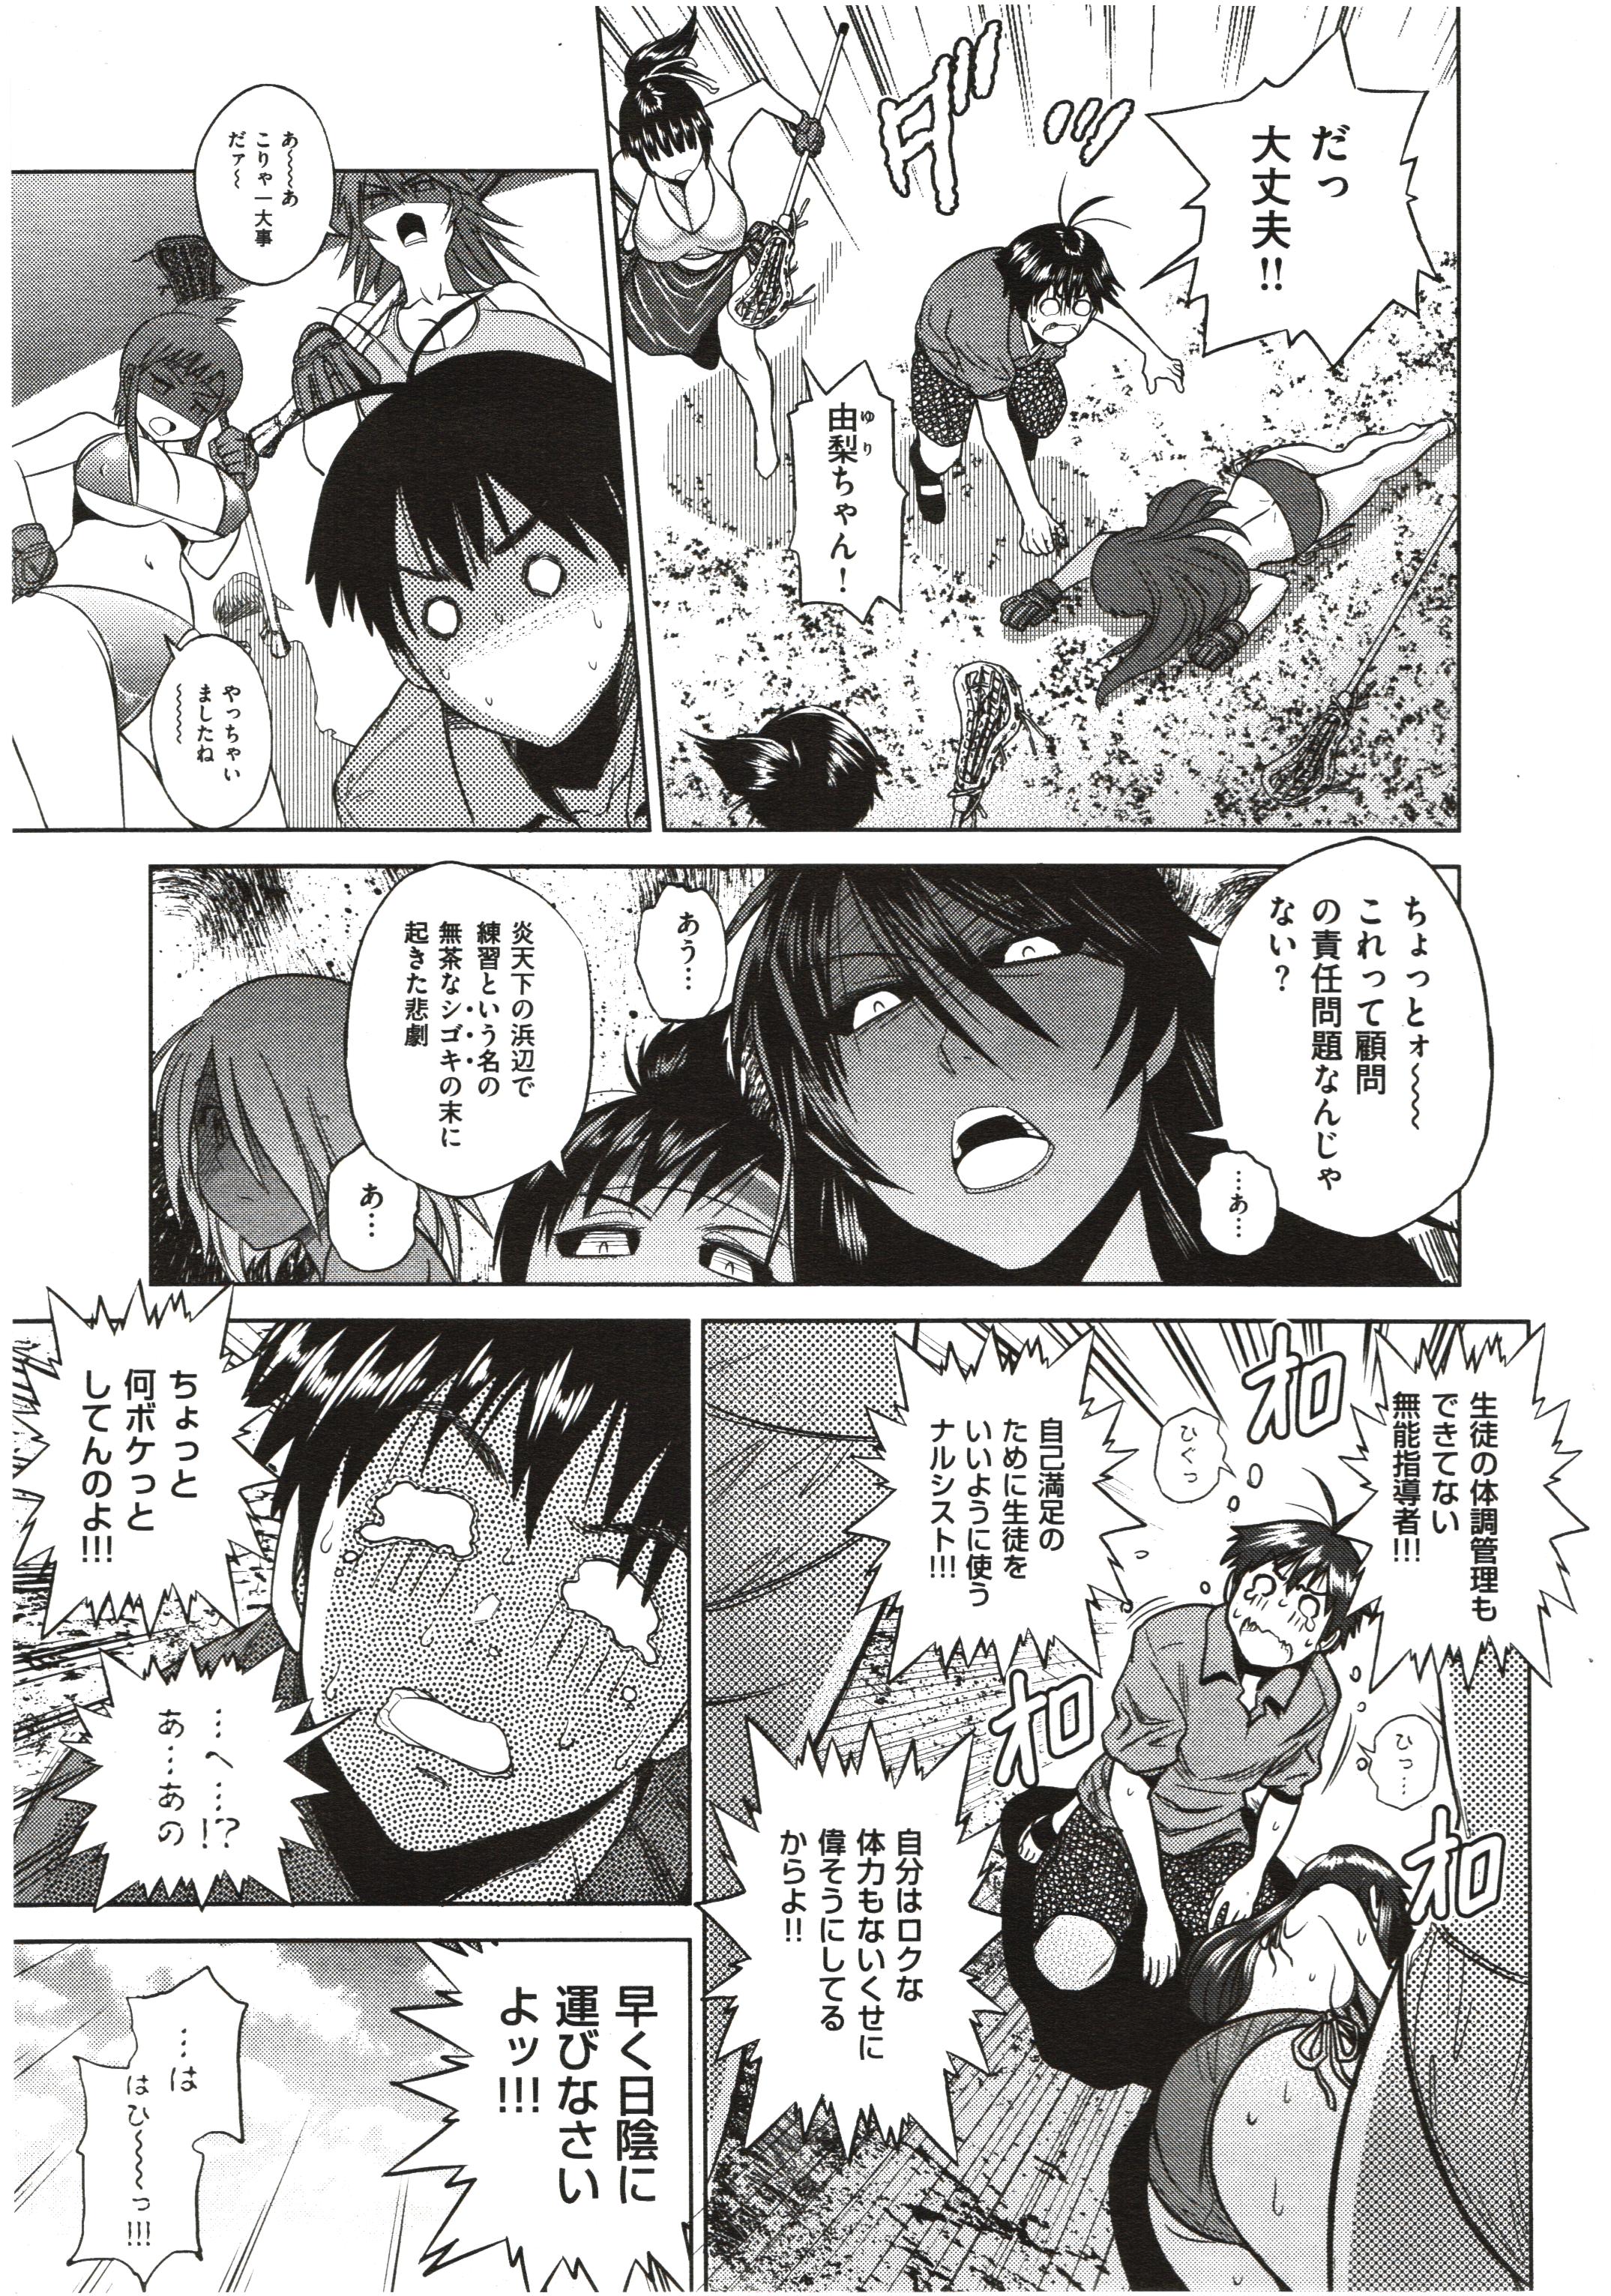 だっ
大丈夫!!
ダッ
由梨ちゃん!
ゆり
あ〜〜あ
こりゃ一大事
だァ〜
やっちゃい
ましたね
〜〜〜〜
ちょっとォ〜〜〜
これって顧問
の責任問題なんじゃ
ない?
…ぁ…
あう…
炎天下の浜辺で
練習という名の
無茶なシゴキの末に
起きた悲劇
あ…
生徒の体調管理も
できてない
無能指導者!!!
オロ
ひぐっ
自己満足の
ために生徒を
いいように使う
ナルシスト!!!
オロ
ひっ…
オロ
自分はロクな
体力もないくせに
偉そうにしてる
からよ!!
ちょっと
何ボケっと
してんのよ!!!
…へ…!?
あ…あの
早く日陰に
運びなさい
よッ!!!
…は
はひ〜〜〜っ!!!